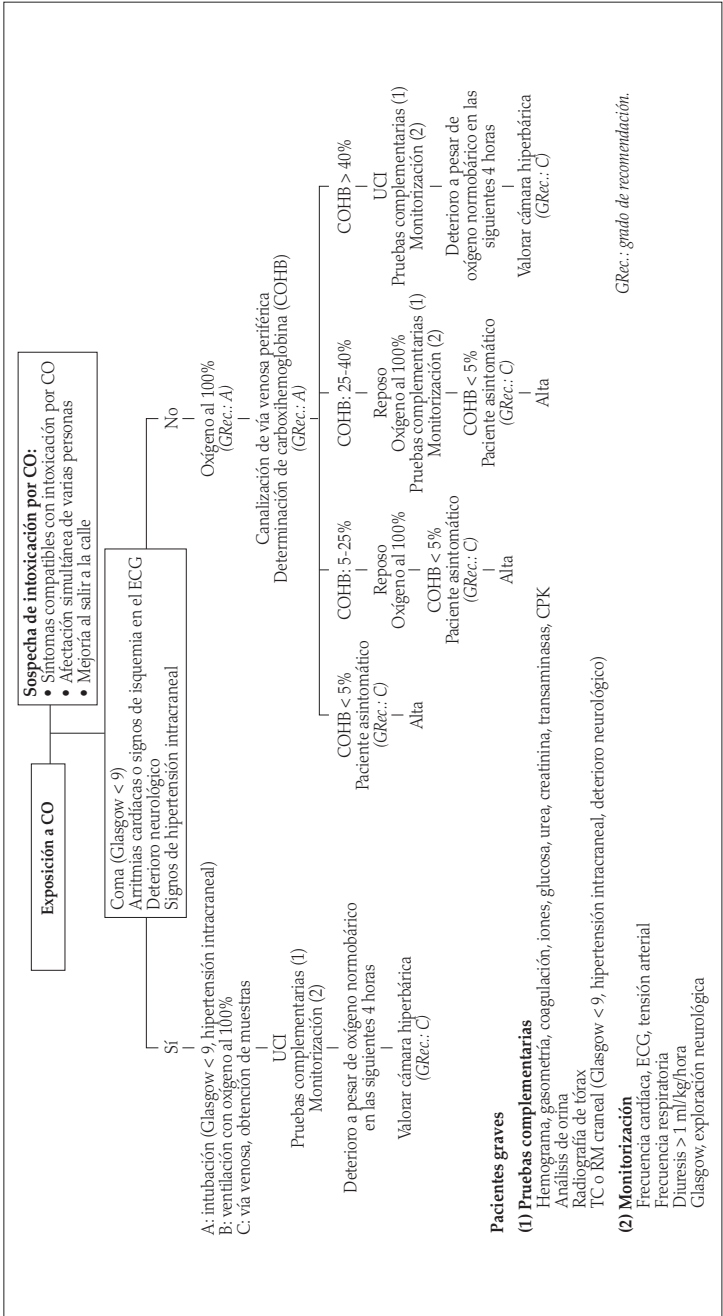 Exposición a CO
Sospecha de intoxicación por CO:
• Síntomas compatibles con intoxicación por CO
• Afectación simultánea de varias personas
• Mejoría al salir a la calle
Coma (Glasgow < 9)
Arritmias cardíacas o signos de isquemia en el ECG
Deterioro neurológico
Signos de hipertensión intracraneal
Sí
A: intubación (Glasgow < 9, hipertensión intracraneal)
B: ventilación con oxígeno al 100%
C: vía venosa, obtención de muestras
UCI
Pruebas complementarias (1)
Monitorización (2)
Deterioro a pesar de oxígeno normobárico
en las siguientes 4 horas
Valorar cámara hiperbárica
(GRec.: C)
No
Oxígeno al 100%
(GRec.: A)
Canalización de vía venosa periférica
Determinación de carboxihemoglobina (COHB)
(GRec.: A)
COHB < 5%
Paciente asintomático
(GRec.: C)
Alta
COHB: 5-25%
Reposo
Oxígeno al 100%
COHB < 5%
Paciente asintomático
(GRec.: C)
Alta
COHB: 25-40%
Reposo
Oxígeno al 100%
Pruebas complementarias (1)
Monitorización (2)
COHB < 5%
Paciente asintomático
(GRec.: C)
Alta
COHB > 40%
UCI
Pruebas complementarias (1)
Monitorización (2)
Deterioro a pesar de
oxígeno normobárico en las
siguientes 4 horas
Valorar cámara hiperbárica
(GRec.: C)
Pacientes graves
(1) Pruebas complementarias
Hemograma, gasometría, coagulación, iones, glucosa, urea, creatinina, transaminasas, CPK
Análisis de orina
Radiografía de tórax
TC o RM craneal (Glasgow < 9, hipertensión intracraneal, deterioro neurológico)
(2) Monitorización
Frecuencia cardíaca, ECG, tensión arterial
Frecuencia respiratoria
Diuresis > 1 ml/kg/hora
Glasgow, exploración neurológica
GRec.: grado de recomendación.